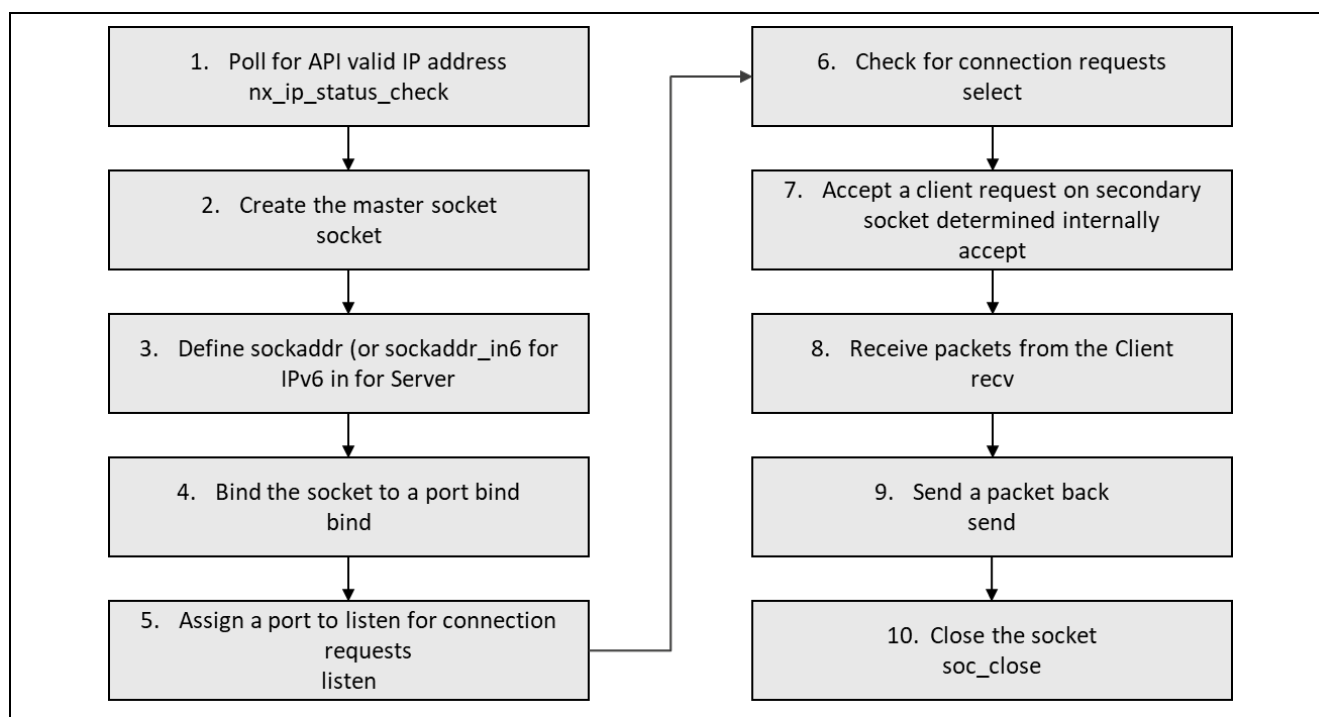 1. Poll for API valid IP address
nx_ip_status_check
2. Create the master socket
socket
3. Define sockaddr (or sockaddr_in6 for
IPv6 in for Server
4. Bind the socket to a port bind
bind
5. Assign a port to listen for connection
requests
listen
6. Check for connection requests
select
7. Accept a client request on secondary
socket determined internally
accept
8. Receive packets from the Client
recv
9. Send a packet back
send
10. Close the socket
soc_close